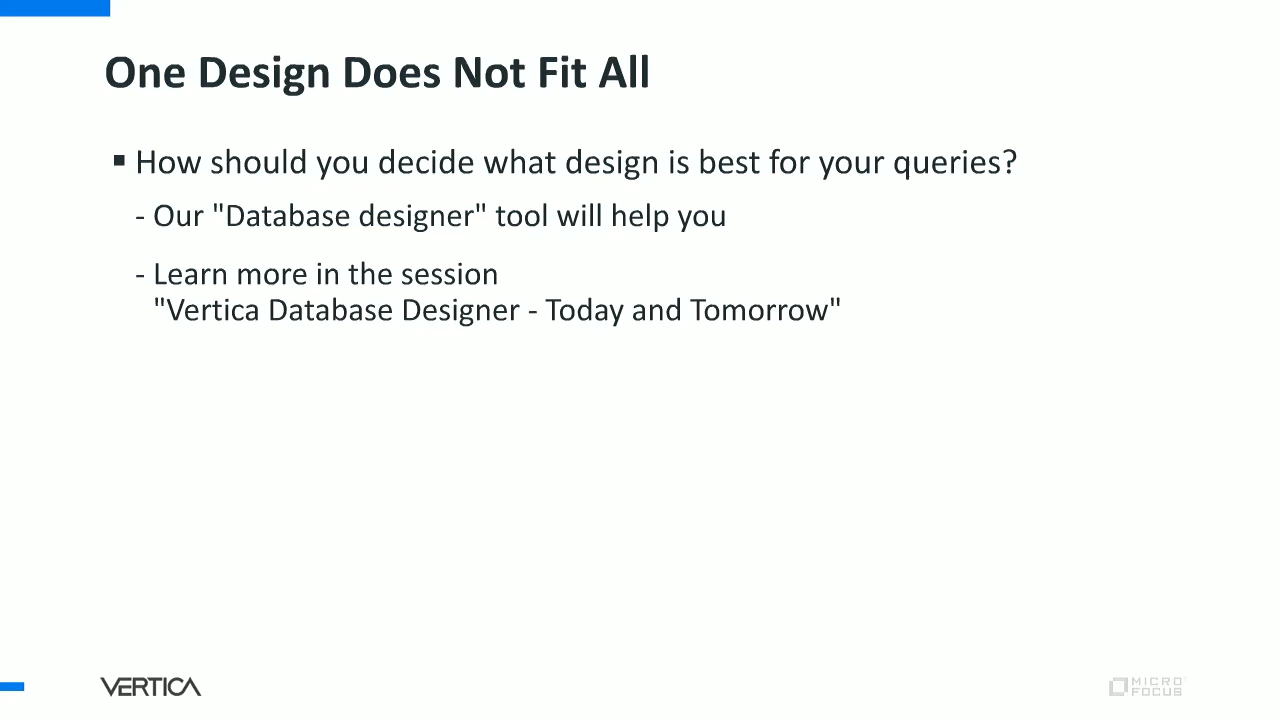 One Design Does Not Fit All
▪ How should you decide what design is best for your queries?
- Our "Database designer" tool will help you
- Learn more in the session
"Vertica Database Designer - Today and Tomorrow"
VERTICA
MICRO
FOCUS